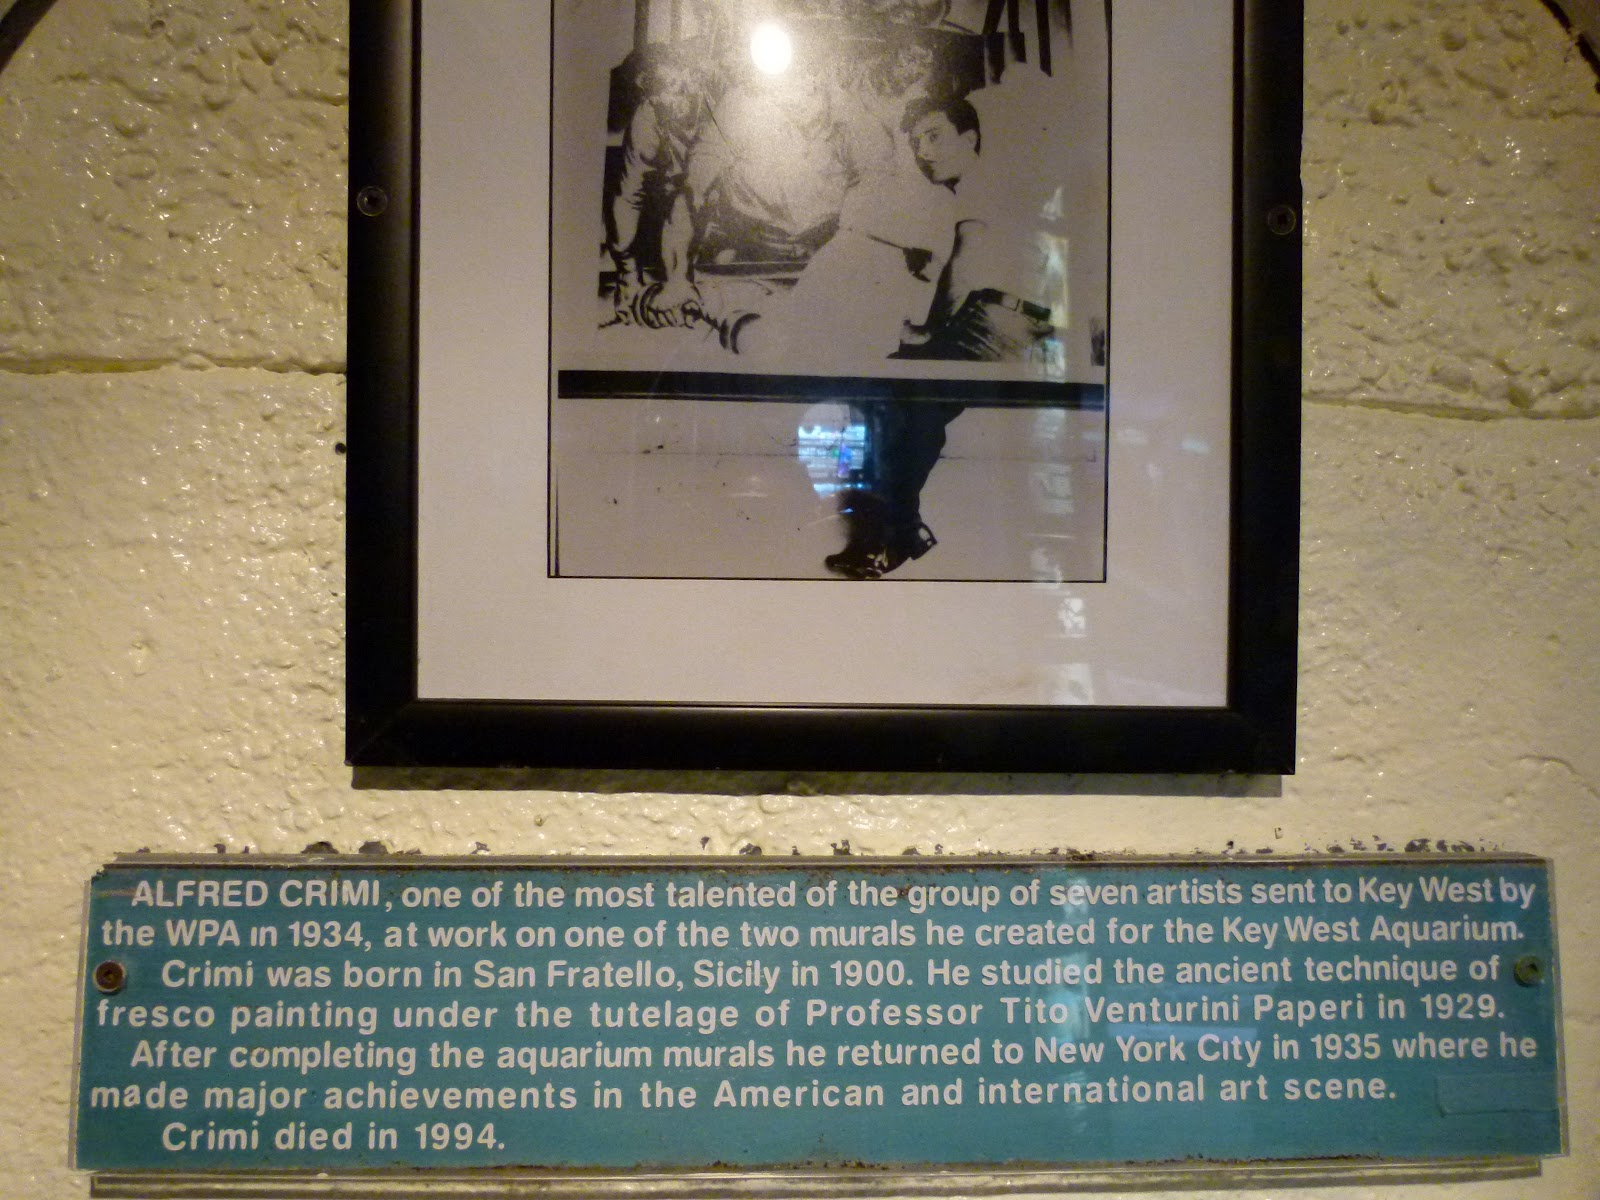 ALFRED CRIMI, one of the most talented of the group of seven artists sent to Key West by
the WPA in 1934, at work on one of the two murals he created for the Key West Aquarium.
Crimi was born in San Fratello, Sicily in 1900. He studied the ancient technique of
fresco painting under the tutelage of Professor Tito Venturini Paperi in 1929.
After completing the aquarium murals he returned to New York City in 1935 where he
made major achievements in the American and international art scene.
Crimi died in 1994.